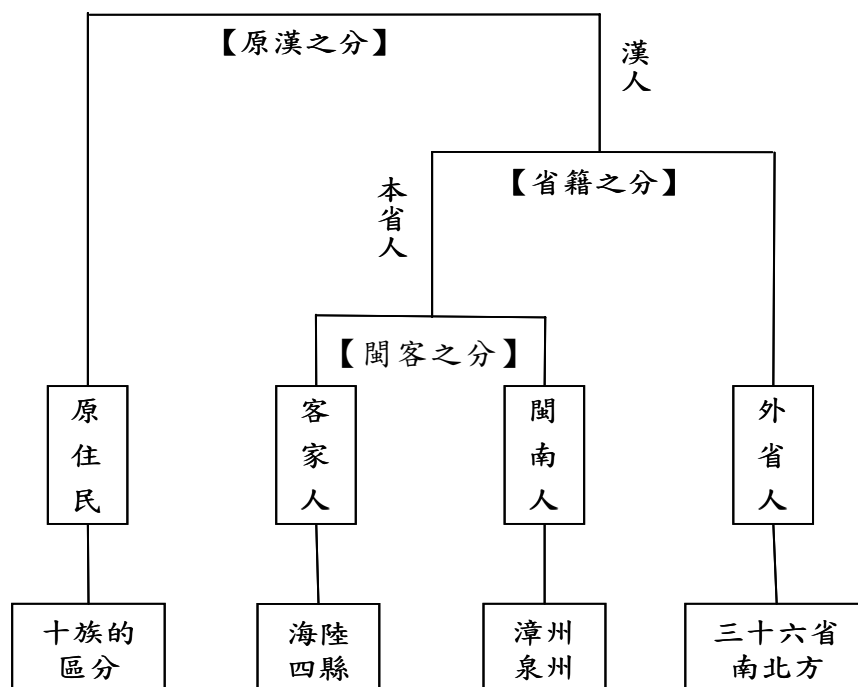 【原漢之分】
漢人
【省籍之分】
本省人
【閩客之分】
原住民
客家人
閩南人
外省人
十族的
區分
海陸
四縣
漳州
泉州
三十六省
南北方